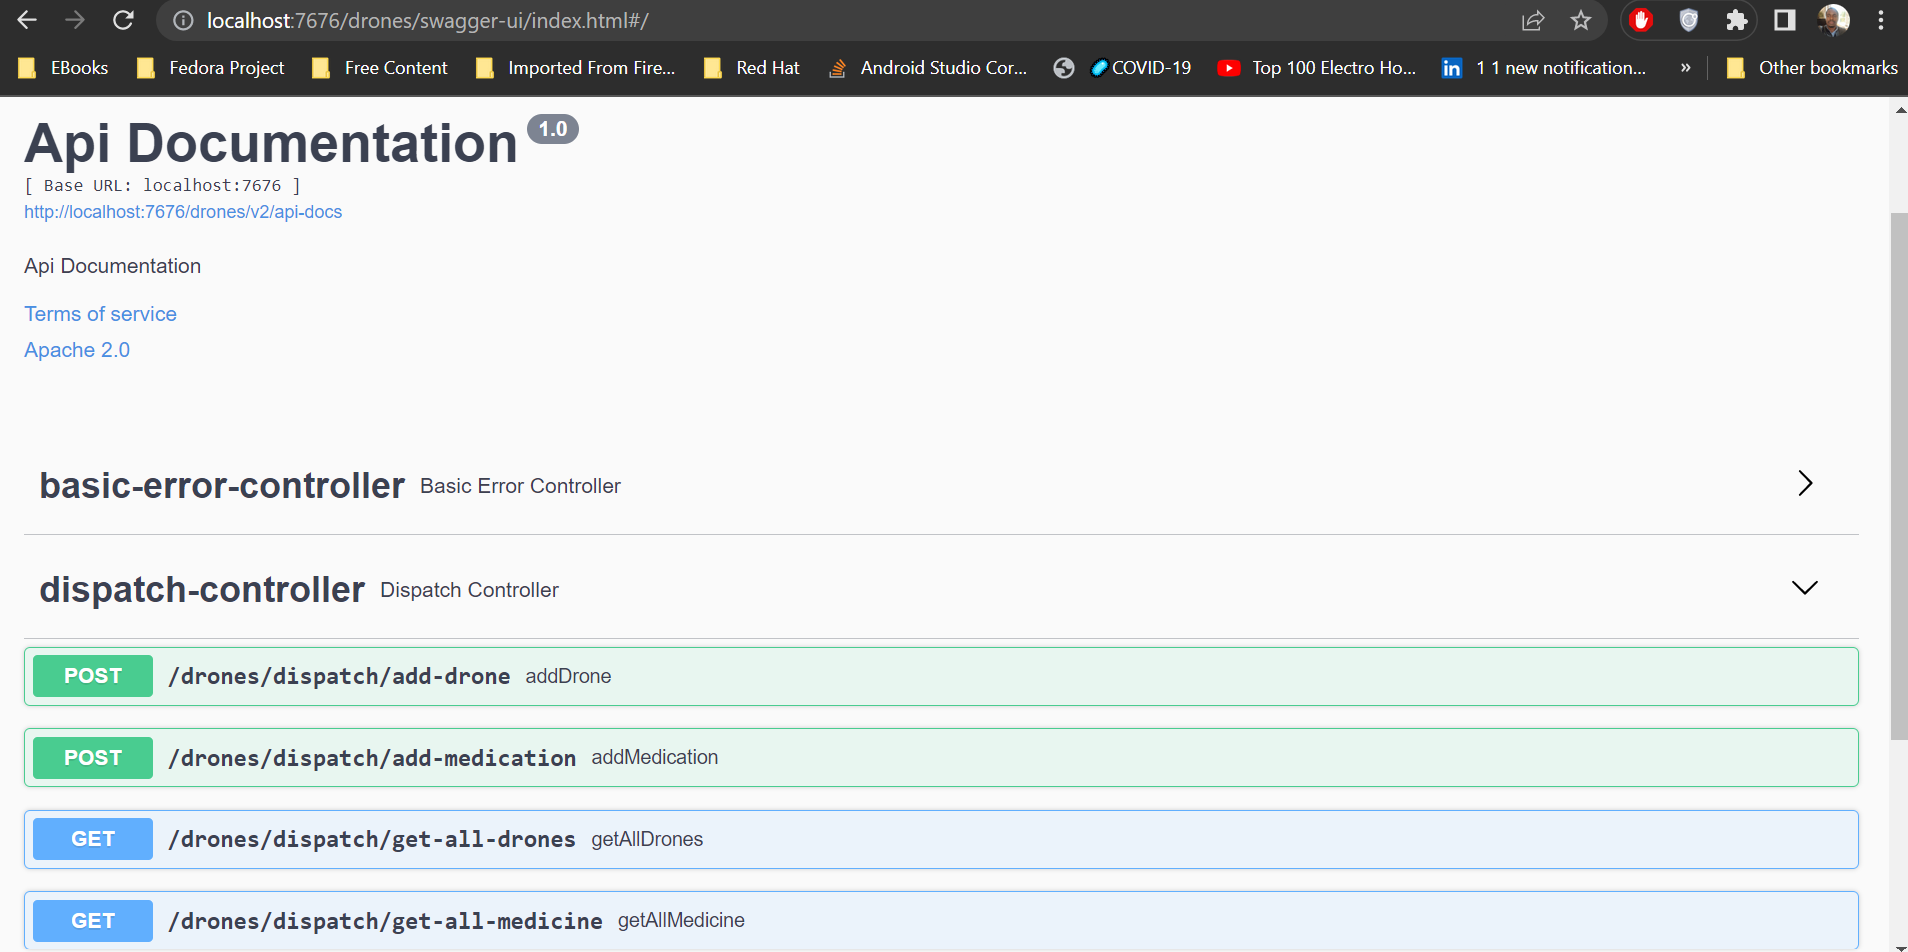 localhost:7676/drones/swagger-ui/index.html#/
EBooks Fedora Project Free Content Imported From Fire... Red Hat Android Studio Cor... COVID-19 Top 100 Electro Ho... 1 1 new notification... » Other bookmarks
Api Documentation 1.0
[ Base URL: localhost:7676 ]
http://localhost:7676/drones/v2/api-docs
Api Documentation
Terms of service
Apache 2.0
basic-error-controller Basic Error Controller
dispatch-controller Dispatch Controller
POST /drones/dispatch/add-drone addDrone
POST /drones/dispatch/add-medication addMedication
GET /drones/dispatch/get-all-drones getAllDrones
GET /drones/dispatch/get-all-medicine getAllMedicine